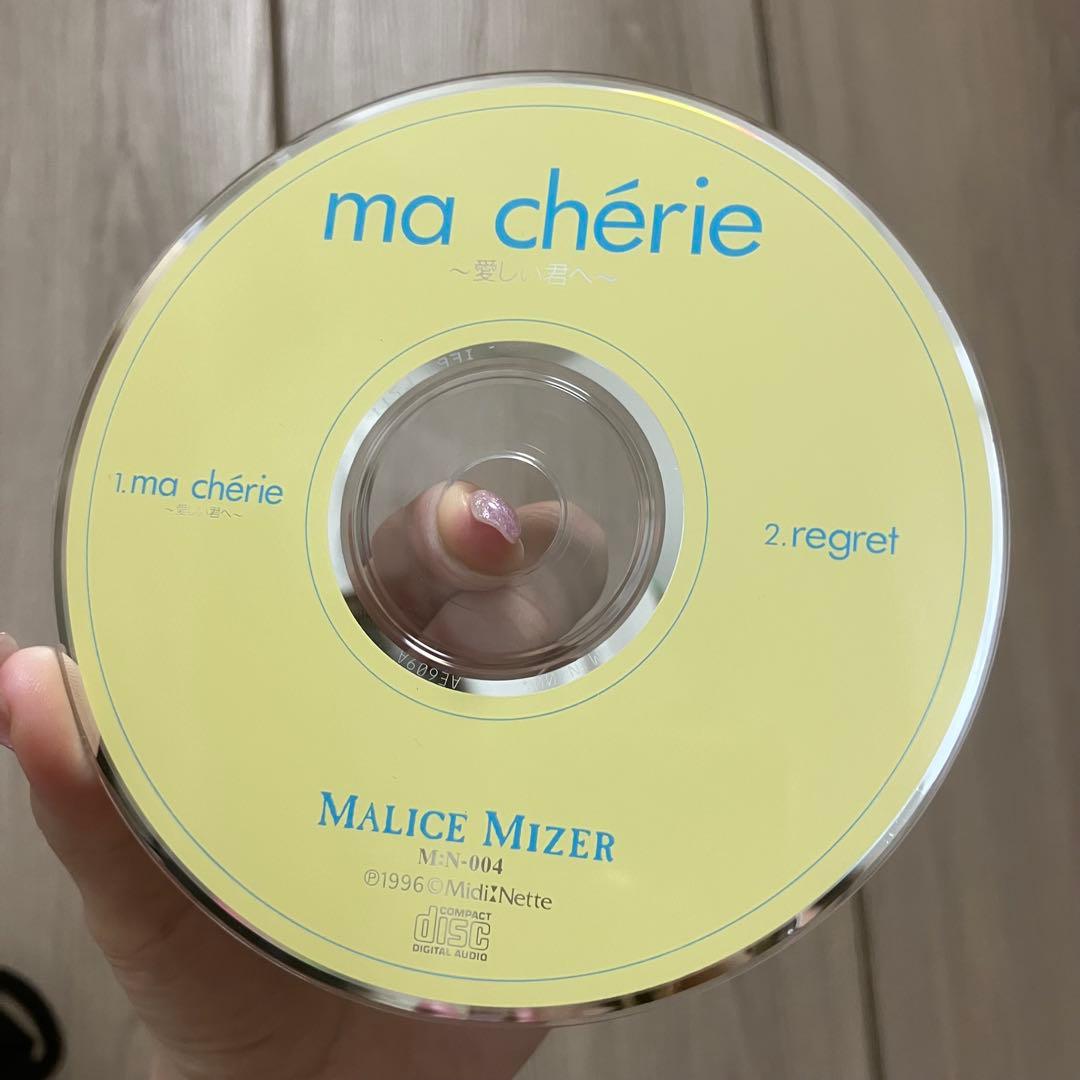 ma chérie
～愛しい君へ～
1.ma chérie
～愛しい君へ～
2.regret
MALICE MIZER
M:N-004
Ⓟ1996©Midi:Nette
COMPACT
disc
DIGITAL AUDIO